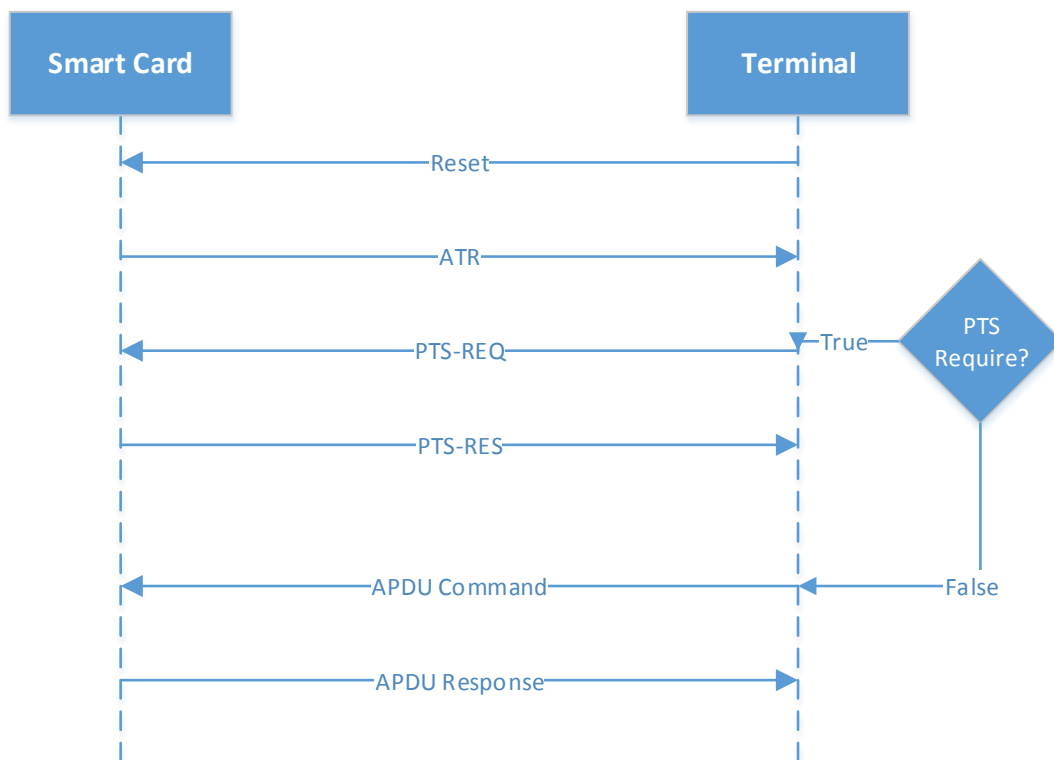 Smart Card
Terminal
Reset
ATR
PTS
Require?
True
PTS-REQ
PTS-RES
APDU Command
False
APDU Response